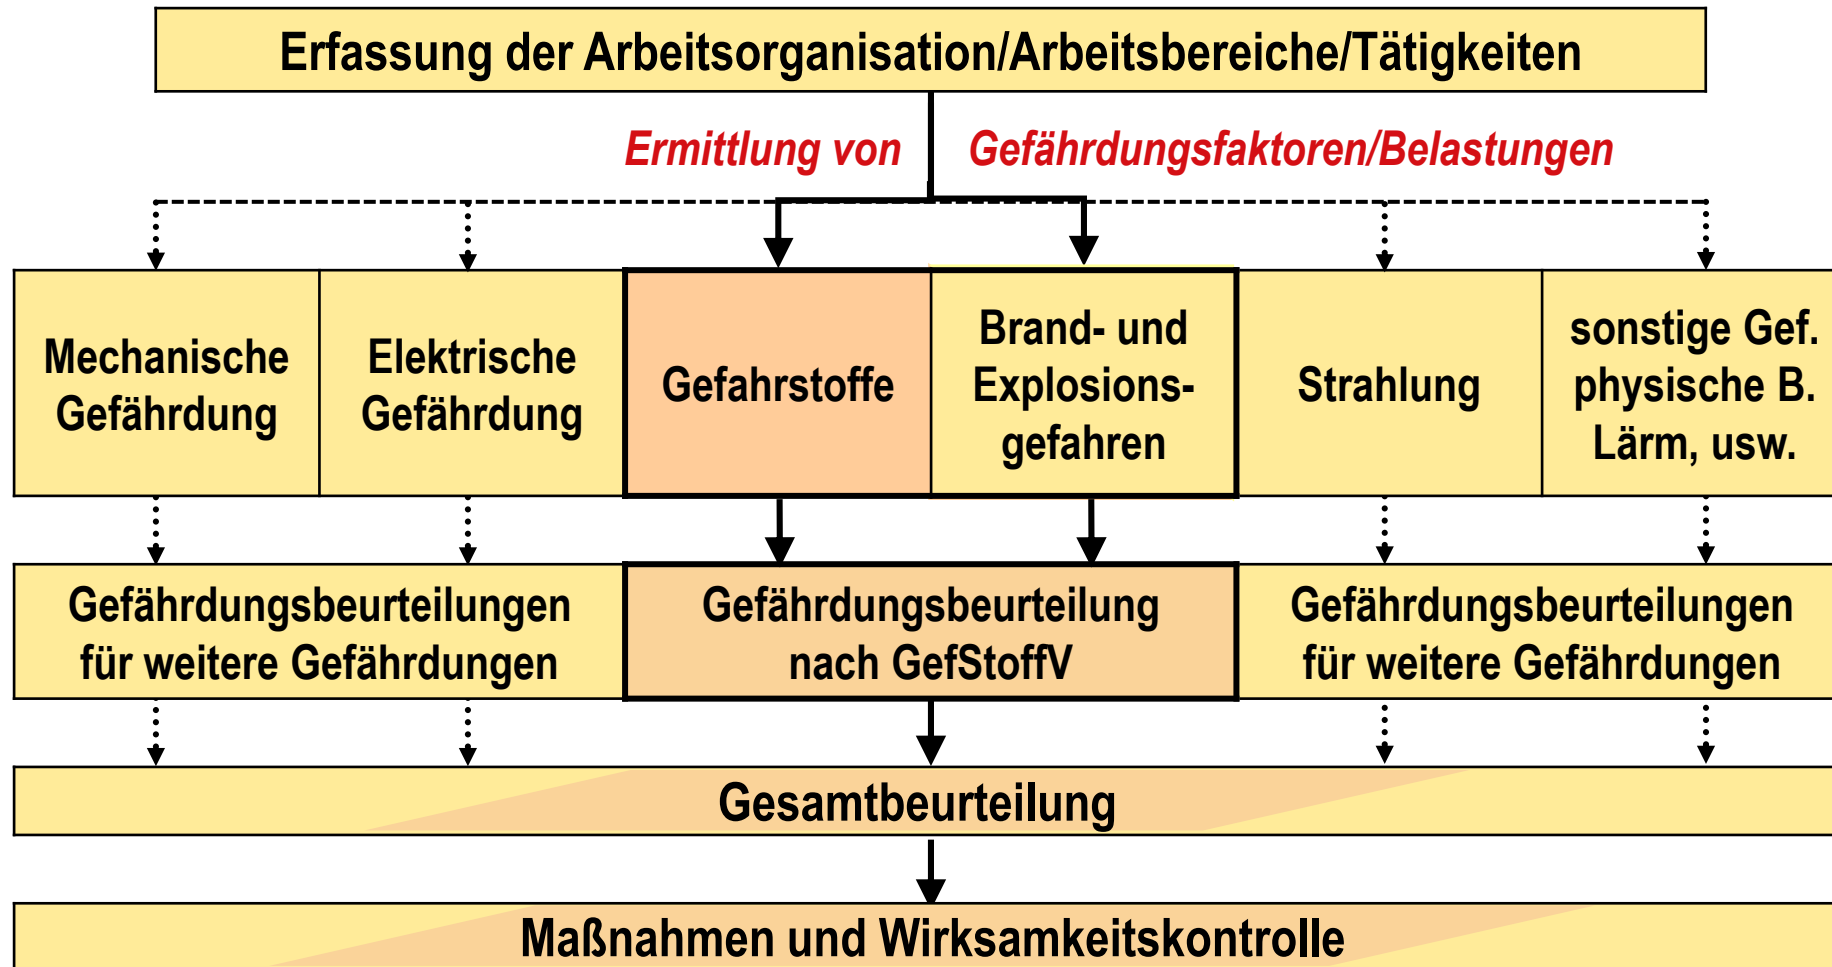 Erfassung der Arbeitsorganisation/Arbeitsbereiche/Tätigkeiten
Ermittlung von Gefährdungsfaktoren/Belastungen
Mechanische
Gefährdung
Elektrische
Gefährdung
Gefahrstoffe
Brand- und
Explosions-
gefahren
Strahlung
sonstige Gef.
physische B.
Lärm, usw.
Gefährdungsbeurteilungen
für weitere Gefährdungen
Gefährdungsbeurteilung
nach GefStoffV
Gefährdungsbeurteilungen
für weitere Gefährdungen
Gesamtbeurteilung
Maßnahmen und Wirksamkeitskontrolle